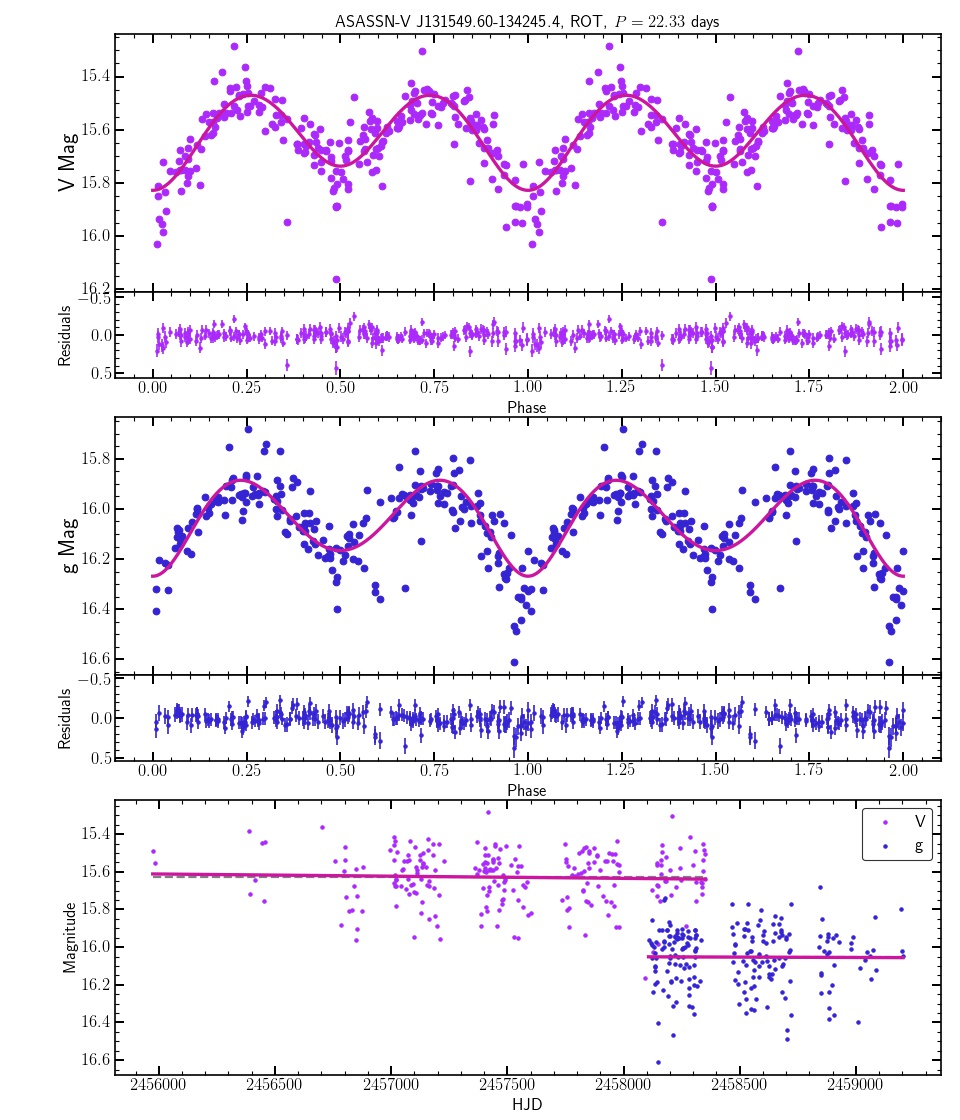 ASASSN-V J131549.60-134245.4, ROT, P = 22.33 days
15.4
15.6
15.8
16.0
16.2
V Mag
−0.5
0.0
0.5
Residuals
0.00 0.25 0.50 0.75 1.00 1.25 1.50 1.75 2.00
Phase
15.8
16.0
16.2
16.4
16.6
g Mag
−0.5
0.0
0.5
Residuals
0.00 0.25 0.50 0.75 1.00 1.25 1.50 1.75 2.00
Phase
V
g
15.4
15.6
15.8
16.0
16.2
16.4
16.6
Magnitude
2456000 2456500 2457000 2457500 2458000 2458500 2459000
HJD